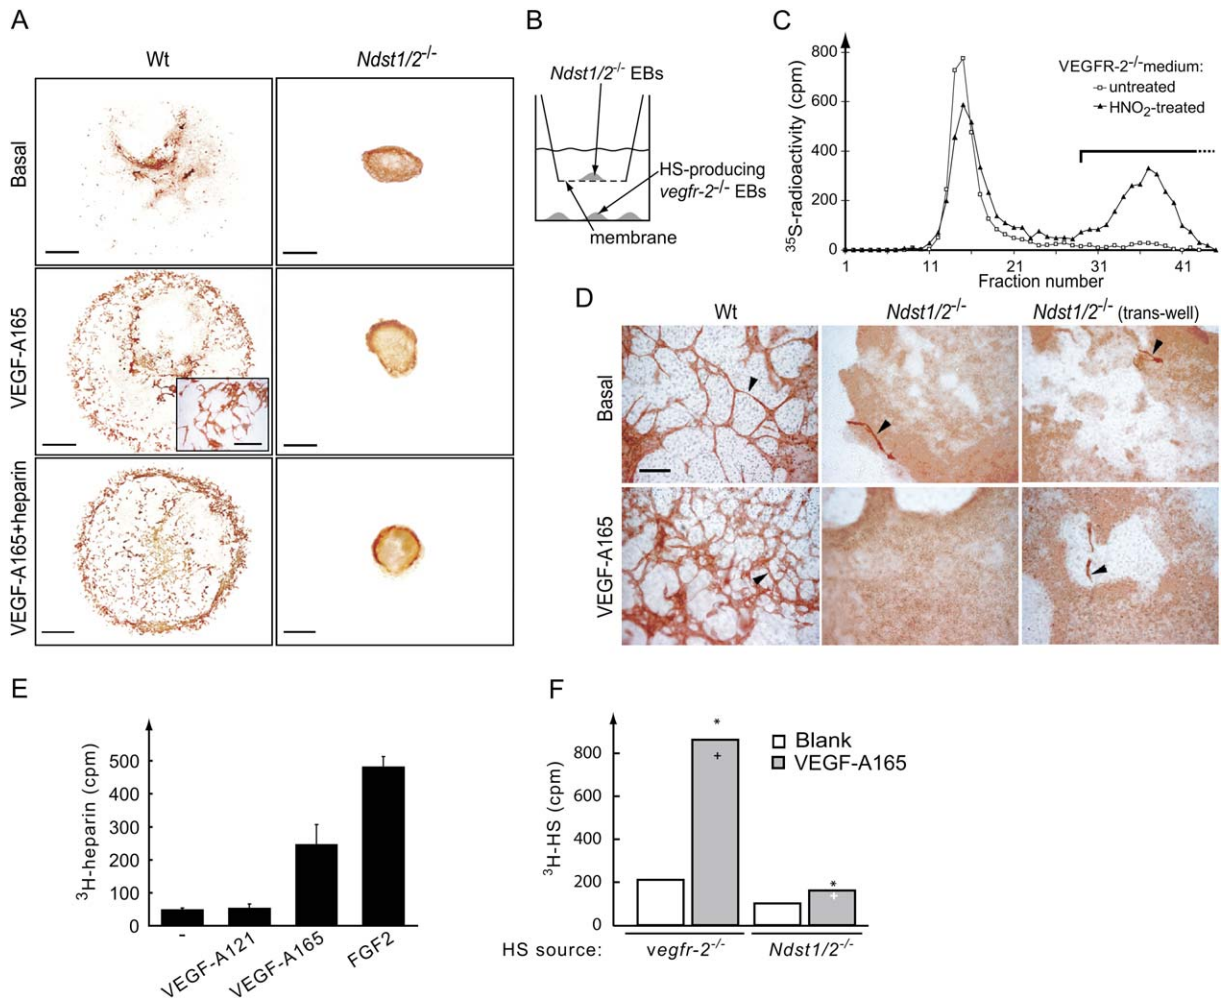 A
Wt
Ndst1/2-/-
Basal
VEGF-A165
VEGF-A165+heparin
B
Ndst1/2-/- EBs
HS-producing
vegfr-2-/- EBs
membrane
C
35S-radioactivity (cpm)
800
600
400
200
0
1
11
21
31
41
Fraction number
VEGFR-2-/-medium:
untreated
HNO2-treated
D
Wt
Ndst1/2-/-
Ndst1/2-/- (trans-well)
Basal
VEGF-A165
E
3H-heparin (cpm)
500
400
300
200
100
0
-
VEGF-A121
VEGF-A165
FGF2
F
3H-HS (cpm)
800
600
400
200
0
*
+
*
+
Blank
VEGF-A165
HS source:
vegfr-2-/-
Ndst1/2-/-